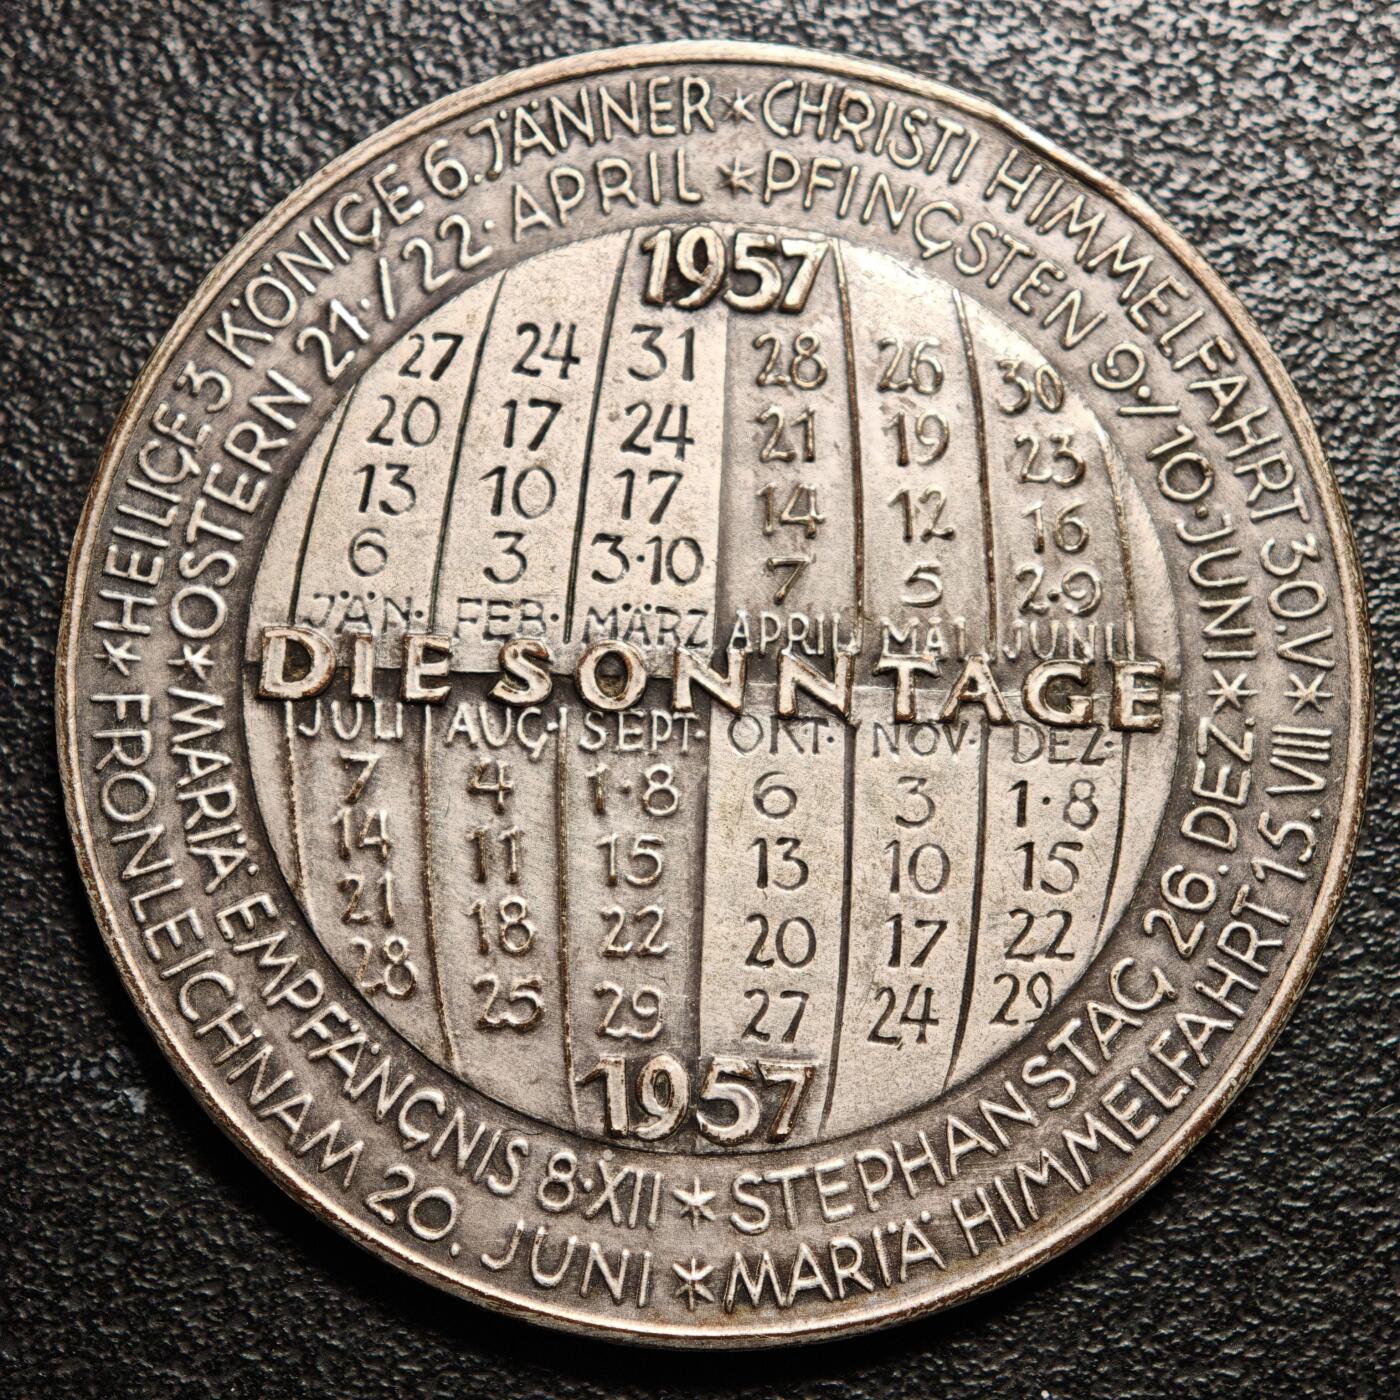 *HEILIGE 3 KÖNIGE 6. JÄNNER * CHRISTI HIMMELFAHRT 30.V *
*OSTERN 21./22. APRIL * PFINGSTEN 9./10. JUNI *
1957
27 24 31 28 26 30
20 17 24 21 19 23
13 10 17 14 12 16
6 3 3·10 7 5 2·9
JÄN· FEB· MÄRZ APRIL MAI JUNI
DIE SONNTAGE
JULI AUG· SEPT· OKT· NOV· DEZ·
7 4 1·8 6 3 1·8
14 11 15 13 10 15
21 18 22 20 17 22
28 25 29 27 24 29
1957
MARIÄ EMPFÄNGNIS 8·XII * STEPHANSTAG 26. DEZ.
FRONLEICHNAM 20. JUNI * MARIÄ HIMMELFAHRT 15. VIII